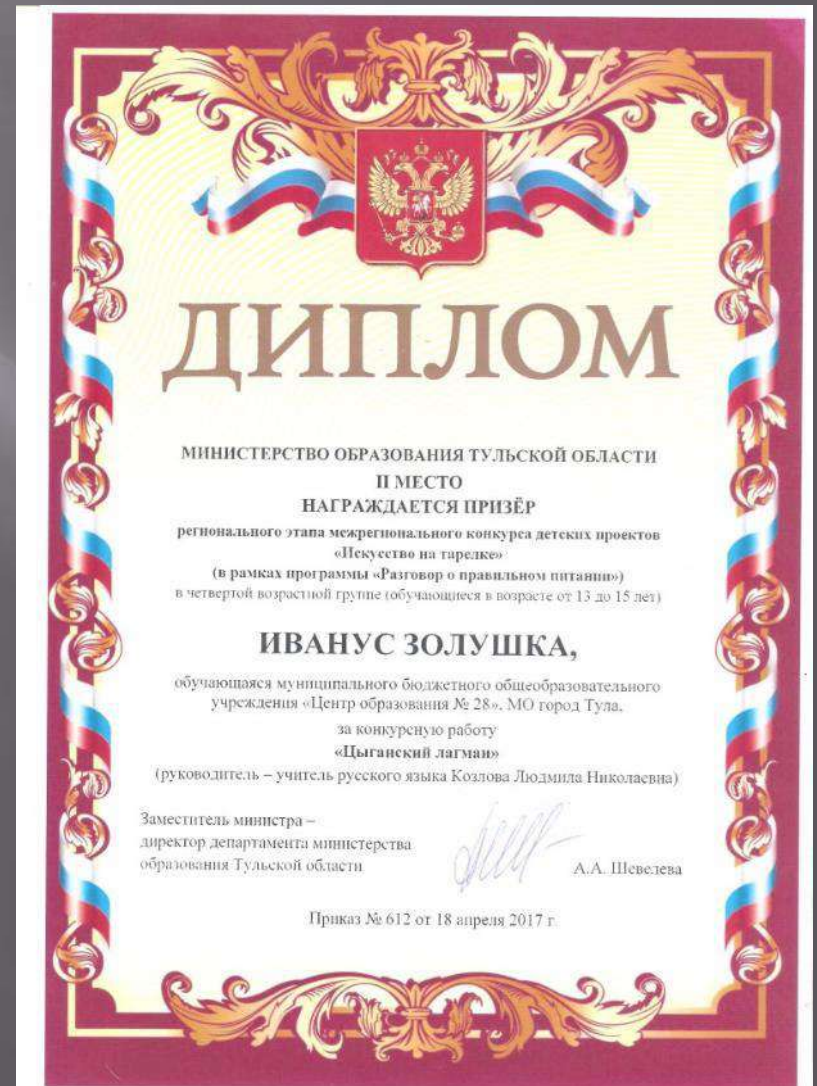 ДИПЛОМ
МИНИСТЕРСТВО ОБРАЗОВАНИЯ ТУЛЬСКОЙ ОБЛАСТИ
II МЕСТО
НАГРАЖДАЕТСЯ ПРИЗЁР
регионального этапа межрегионального конкурса детских проектов
«Искусство на тарелке»
(в рамках программы «Разговор о правильном питании»)
в четвертой возрастной группе (обучающиеся в возрасте от 13 до 15 лет)
ИВАНУС ЗОЛУШКА,
обучающаяся муниципального бюджетного общеобразовательного
учреждения «Центр образования № 28», МО город Тула,
за конкурсную работу
«Цыганский лагман»
(руководитель – учитель русского языка Козлова Людмила Николаевна)
Заместитель министра –
директор департамента министерства
образования Тульской области
А.А. Шевелева
Приказ № 612 от 18 апреля 2017 г.